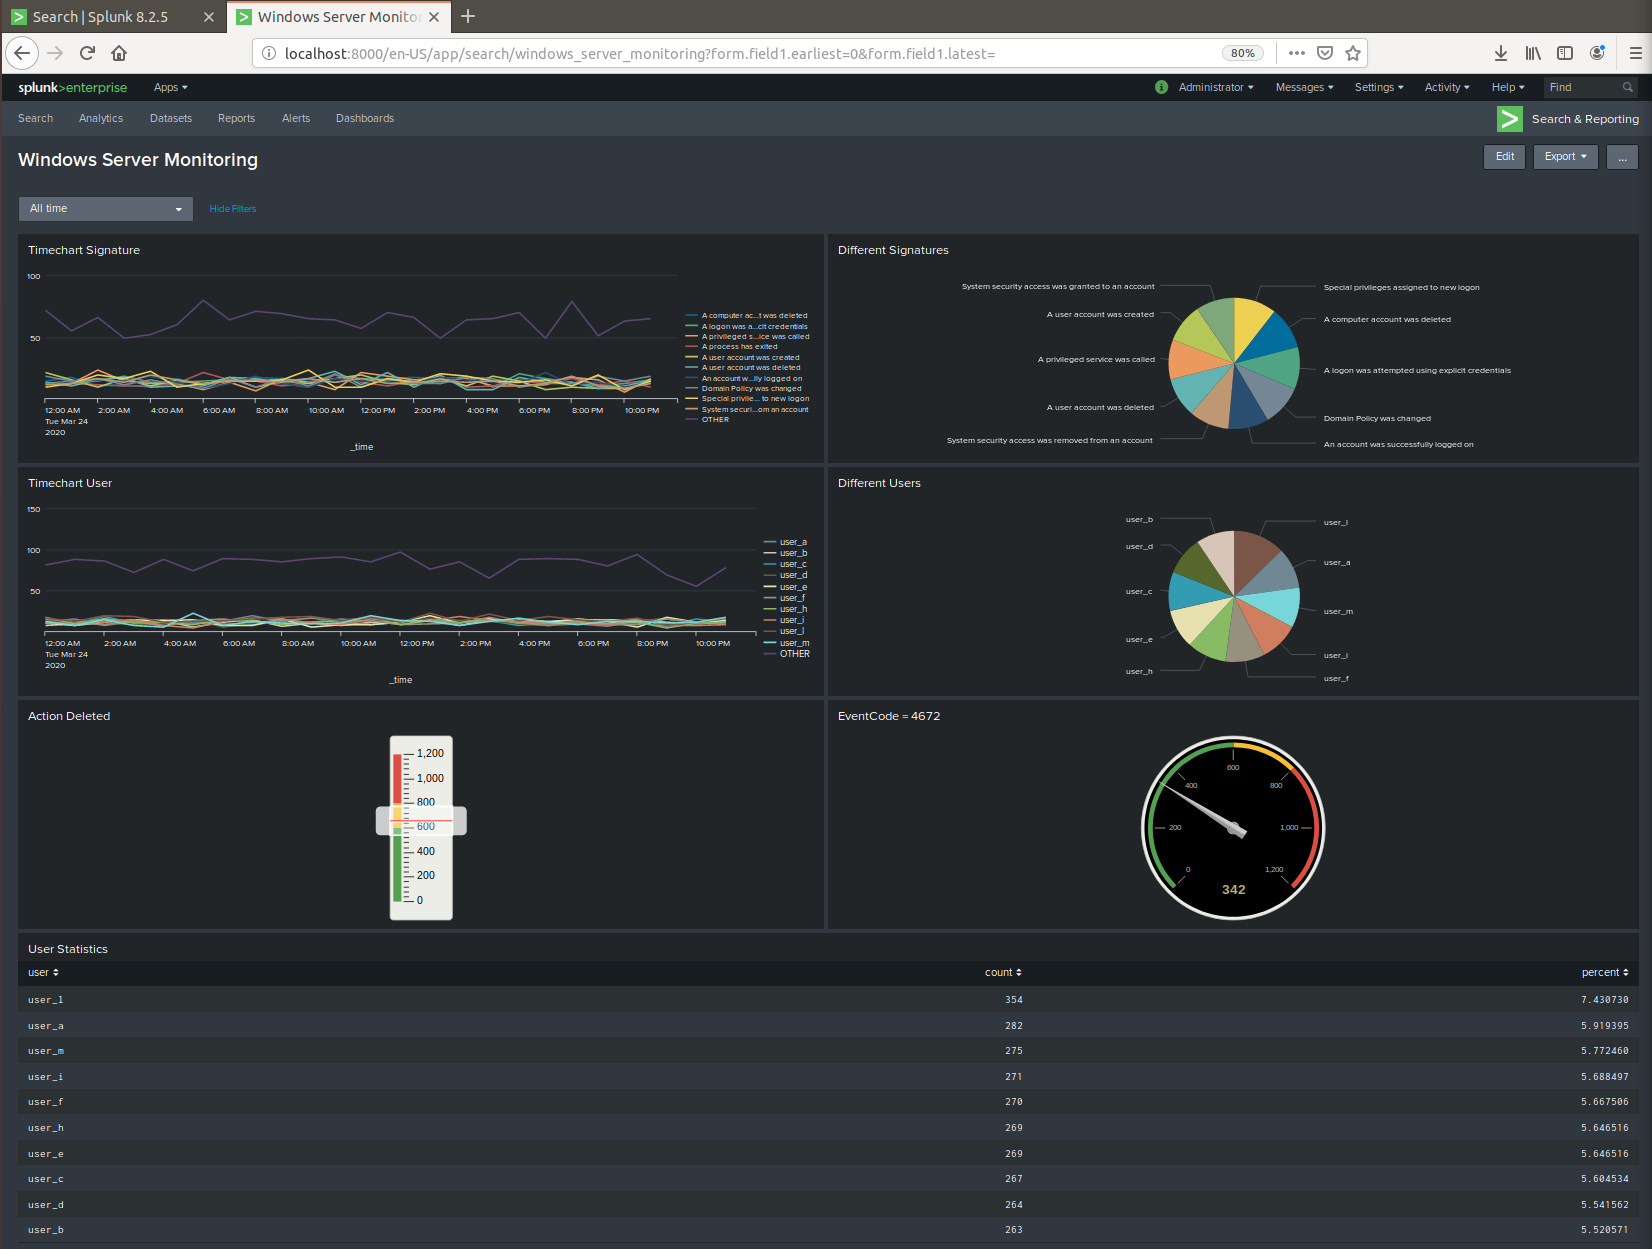 Search | Splunk 8.2.5
Windows Server Monito
localhost:8000/en-US/app/search/windows_server_monitoring?form.field1.earliest=0&form.field1.latest=
80%
splunk>enterprise
Apps
i
Administrator
Messages
Settings
Activity
Help
Find
Search
Analytics
Datasets
Reports
Alerts
Dashboards
Search & Reporting
Windows Server Monitoring
Edit
Export
...
All time
Hide Filters
Timechart Signature
100
50
12:00 AM
Tue Mar 24
2020
2:00 AM
4:00 AM
6:00 AM
8:00 AM
10:00 AM
12:00 PM
2:00 PM
4:00 PM
6:00 PM
8:00 PM
10:00 PM
_time
A computer ac...t was deleted
A logon was a...cit credentials
A privileged s...ice was called
A process has exited
A user account was created
A user account was deleted
An account w...lly logged on
Domain Policy was changed
Special privile... to new logon
System securi...om an account
OTHER
Different Signatures
System security access was granted to an account
A user account was created
A privileged service was called
A user account was deleted
System security access was removed from an account
Special privileges assigned to new logon
A computer account was deleted
A logon was attempted using explicit credentials
Domain Policy was changed
An account was successfully logged on
Timechart User
150
100
50
12:00 AM
Tue Mar 24
2020
2:00 AM
4:00 AM
6:00 AM
8:00 AM
10:00 AM
12:00 PM
2:00 PM
4:00 PM
6:00 PM
8:00 PM
10:00 PM
_time
user_a
user_b
user_c
user_d
user_e
user_f
user_h
user_i
user_l
user_m
OTHER
Different Users
user_b
user_d
user_c
user_e
user_h
user_l
user_a
user_m
user_i
user_f
Action Deleted
1,200
1,000
800
600
400
200
0
EventCode = 4672
0
200
400
600
800
1,000
1,200
342
User Statistics
user count percent
user_l 354 7.430730
user_a 282 5.919395
user_m 275 5.772460
user_i 271 5.688497
user_f 270 5.667506
user_h 269 5.646516
user_e 269 5.646516
user_c 267 5.604534
user_d 264 5.541562
user_b 263 5.520571